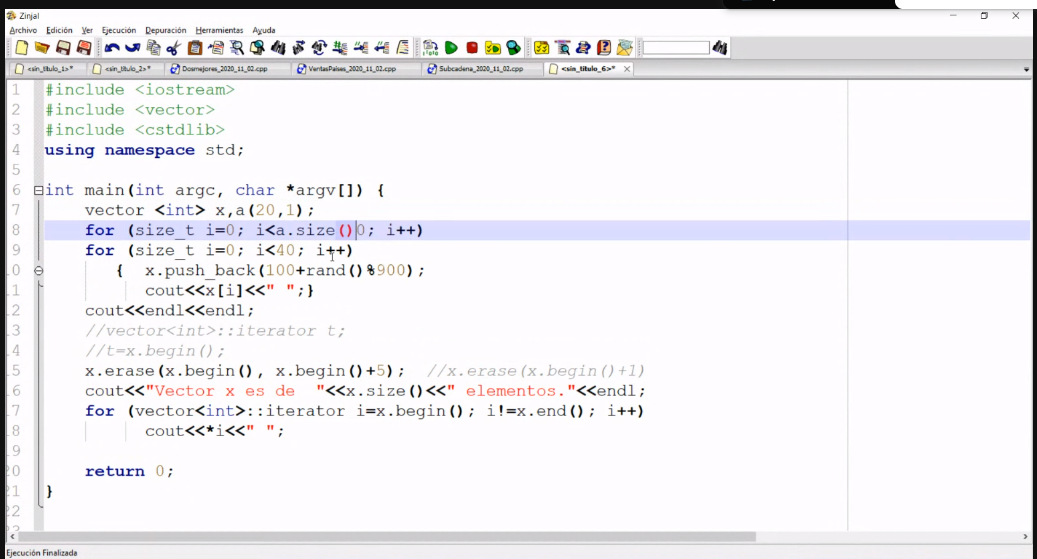 Zinjal
Archivo Edición Ver Ejecución Depuración Herramientas Ayuda
<sin_titulo_1>* <sin_titulo_2>* Dosmejores_2020_11_02.cpp VentasPaises_2020_11_02.cpp Subcadena_2020_11_02.cpp <sin_titulo_6>*
1 #include <iostream>
2 #include <vector>
3 #include <cstdlib>
4 using namespace std;
5
6 int main(int argc, char *argv[]) {
7 vector <int> x,a(20,1);
8 for (size_t i=0; i<a.size()0; i++)
9 for (size_t i=0; i<40; i++)
10 { x.push_back(100+rand()%900);
11 cout<<x[i]<<" ";}
12 cout<<endl<<endl;
13 //vector<int>::iterator t;
14 //t=x.begin();
15 x.erase(x.begin(), x.begin()+5); //x.erase(x.begin()+1)
16 cout<<"Vector x es de "<<x.size()<<" elementos."<<endl;
17 for (vector<int>::iterator i=x.begin(); i!=x.end(); i++)
18 cout<<*i<<" ";
19
20 return 0;
21 }
22
Ejecución Finalizada